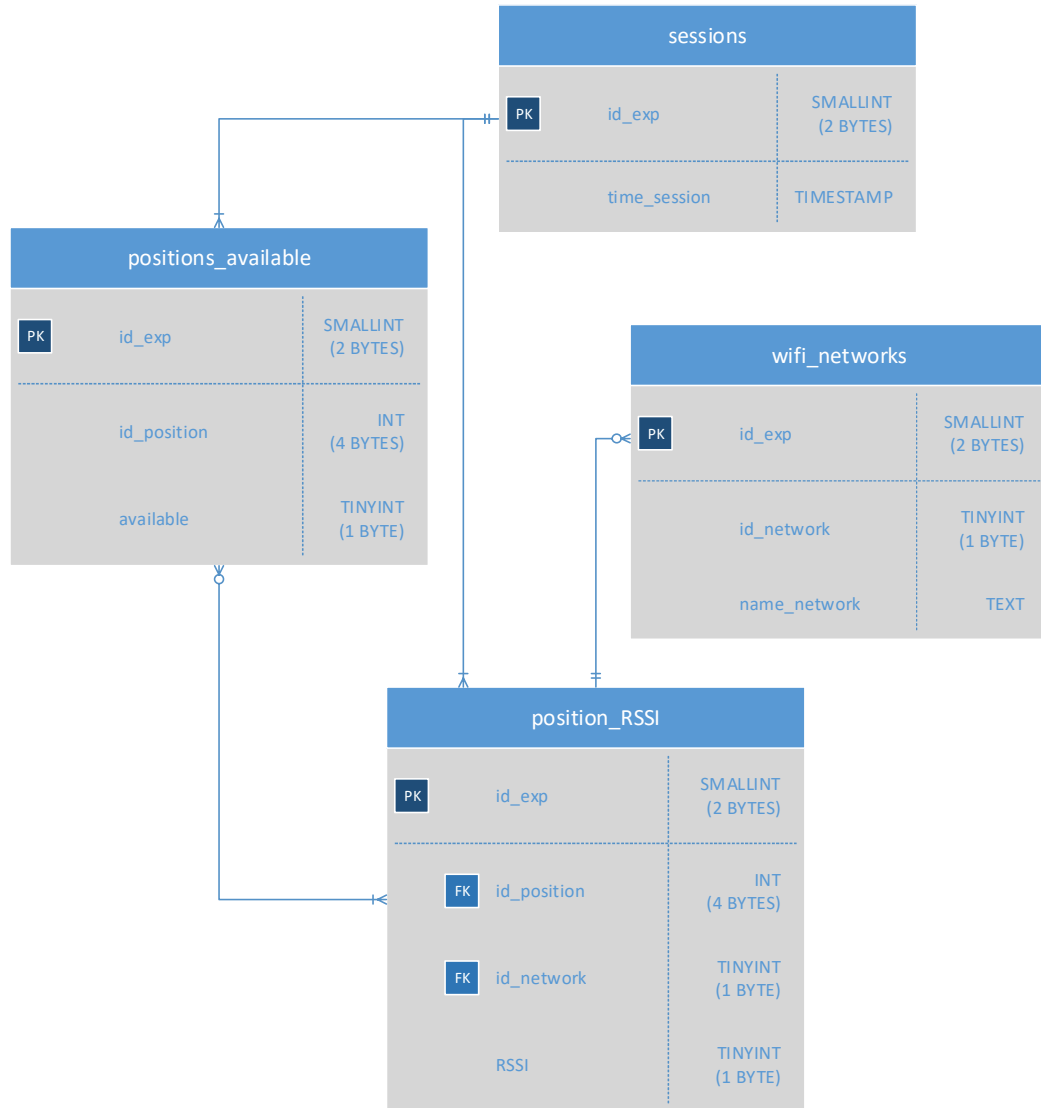 sessions
PK id_exp SMALLINT
(2 BYTES)
time_session TIMESTAMP
positions_available
PK id_exp SMALLINT
(2 BYTES)
id_position INT
(4 BYTES)
available TINYINT
(1 BYTE)
wifi_networks
PK id_exp SMALLINT
(2 BYTES)
id_network TINYINT
(1 BYTE)
name_network TEXT
position_RSSI
PK id_exp SMALLINT
(2 BYTES)
FK id_position INT
(4 BYTES)
FK id_network TINYINT
(1 BYTE)
RSSI TINYINT
(1 BYTE)